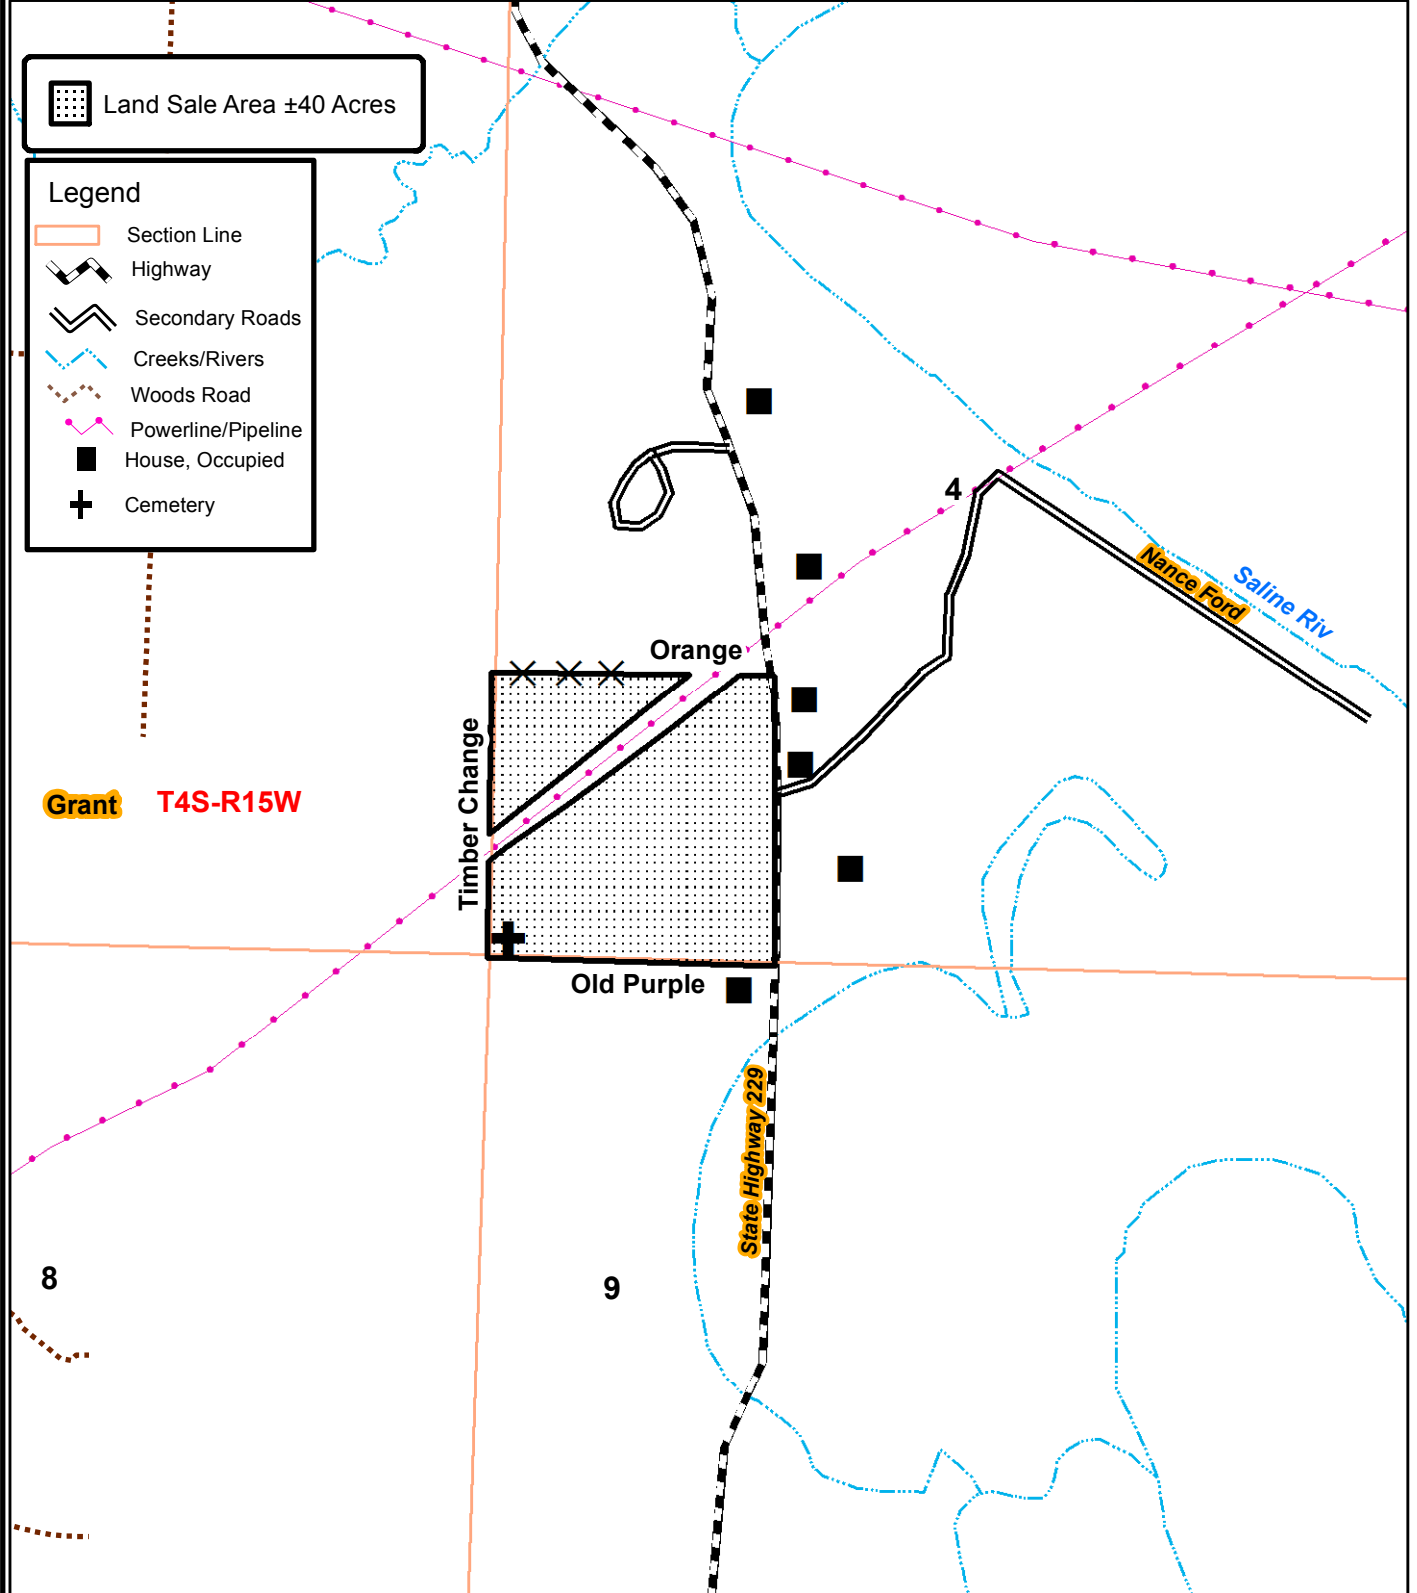 Land Sale Area ±40 Acres
Legend
Section Line
Highway
Secondary Roads
Creeks/Rivers
Woods Road
Powerline/Pipeline
House, Occupied
Cemetery
4
Nance Ford
Saline Riv
Orange
Timber Change
Grant
T4S-R15W
Old Purple
State Highway 229
8
9